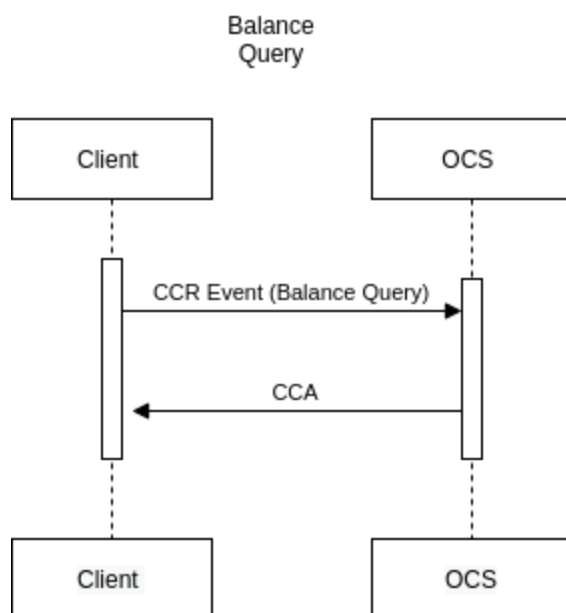 Balance
Query
Client
OCS
CCR Event (Balance Query)
CCA
Client
OCS